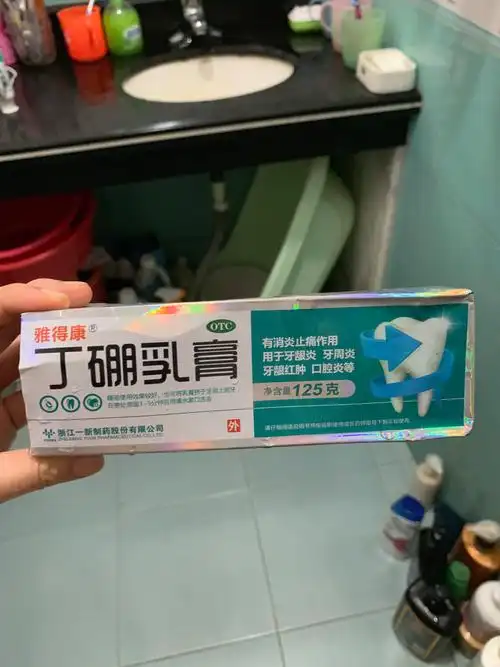 雅得康®
OTC
丁硼乳膏
浙江一新制药股份有限公司
外
有消炎止痛作用
用于牙龈炎 牙周炎
牙龈红肿 口腔炎等
净含量125克